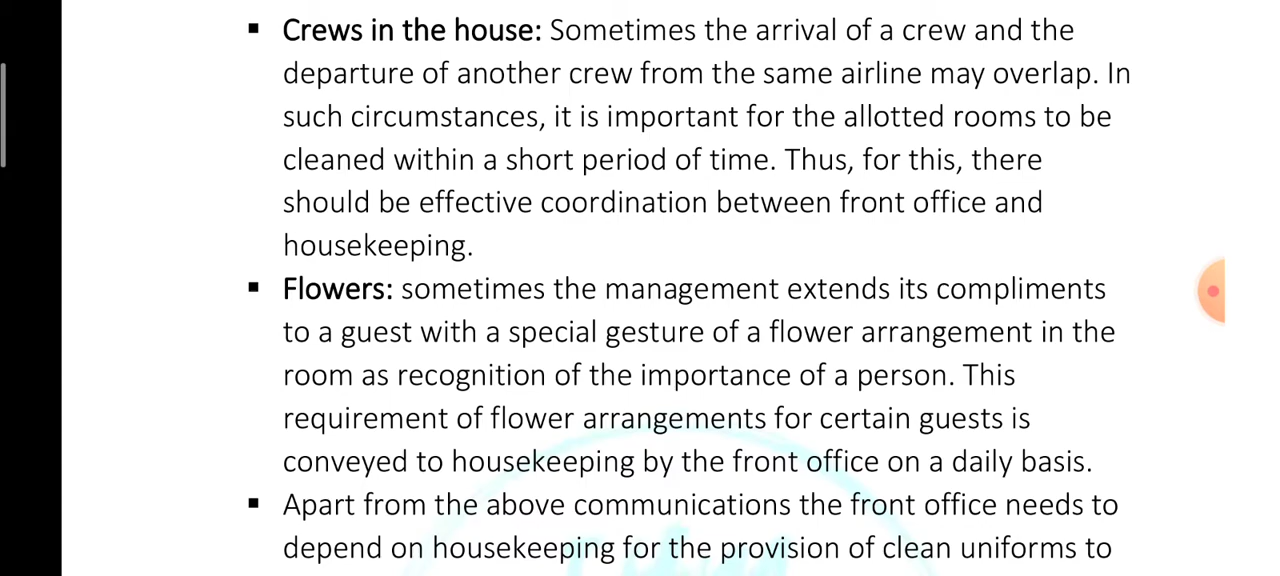 ▪ Crews in the house: Sometimes the arrival of a crew and the
departure of another crew from the same airline may overlap. In
such circumstances, it is important for the allotted rooms to be
cleaned within a short period of time. Thus, for this, there
should be effective coordination between front office and
housekeeping.
▪ Flowers: sometimes the management extends its compliments
to a guest with a special gesture of a flower arrangement in the
room as recognition of the importance of a person. This
requirement of flower arrangements for certain guests is
conveyed to housekeeping by the front office on a daily basis.
▪ Apart from the above communications the front office needs to
depend on housekeeping for the provision of clean uniforms to